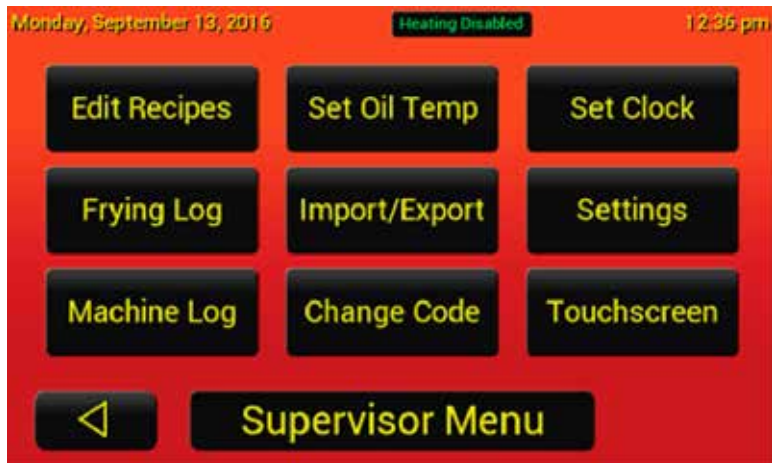 Monday, September 13, 2016 Heating Disabled 12:36 pm
Edit Recipes Set Oil Temp Set Clock
Frying Log Import/Export Settings
Machine Log Change Code Touchscreen
Supervisor Menu